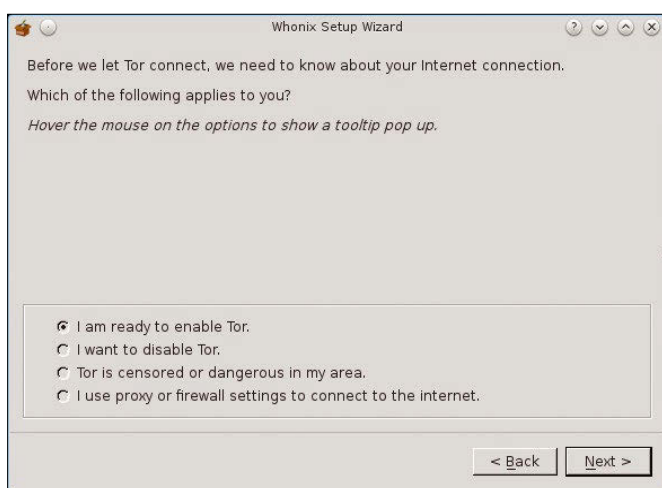 Whonix Setup Wizard
Before we let Tor connect, we need to know about your Internet connection.
Which of the following applies to you?
Hover the mouse on the options to show a tooltip pop up.
I am ready to enable Tor.
I want to disable Tor.
Tor is censored or dangerous in my area.
I use proxy or firewall settings to connect to the internet.
< Back Next >